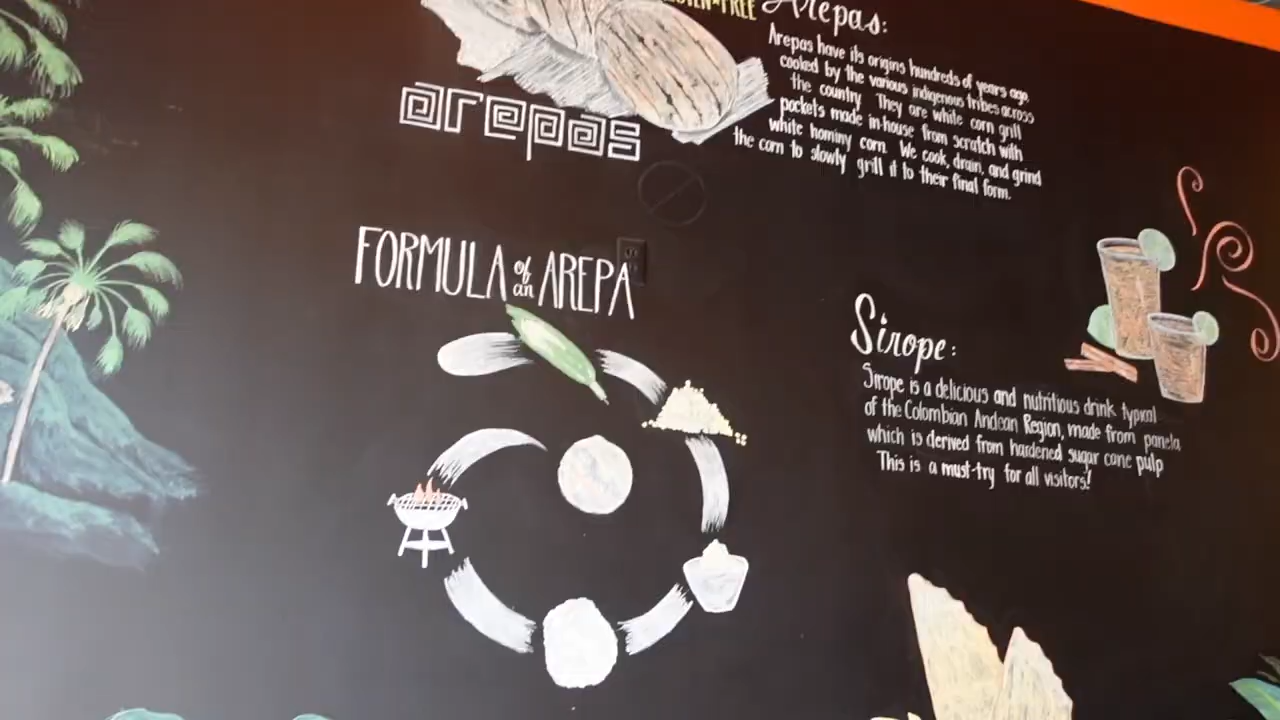 GLUTEN-FREE
Arepas:
Arepas have its origins hundreds of years ago,
cooked by the various indigenous tribes across
the country. They are white corn grill
pockets made in-house from scratch with
white hominy corn. We cook, drain, and grind
the corn to slowly grill it to their final form.
arepas
FORMULA of an AREPA
Sirope:
Sirope is a delicious and nutritious drink typical
of the Colombian Andean Region, made from panela
which is derived from hardened sugar cane pulp
This is a must-try for all visitors!